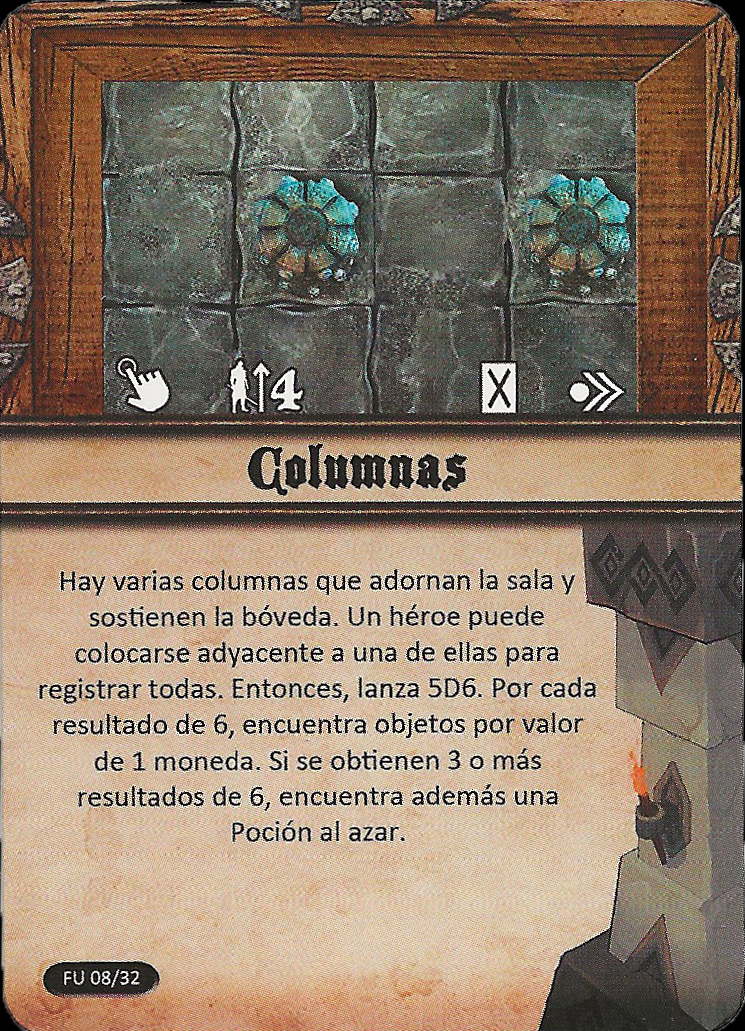 4 X
Columnas
Hay varias columnas que adornan la sala y
sostienen la bóveda. Un héroe puede
colocarse adyacente a una de ellas para
registrar todas. Entonces, lanza 5D6. Por cada
resultado de 6, encuentra objetos por valor
de 1 moneda. Si se obtienen 3 o más
resultados de 6, encuentra además una
Poción al azar.
FU 08/32